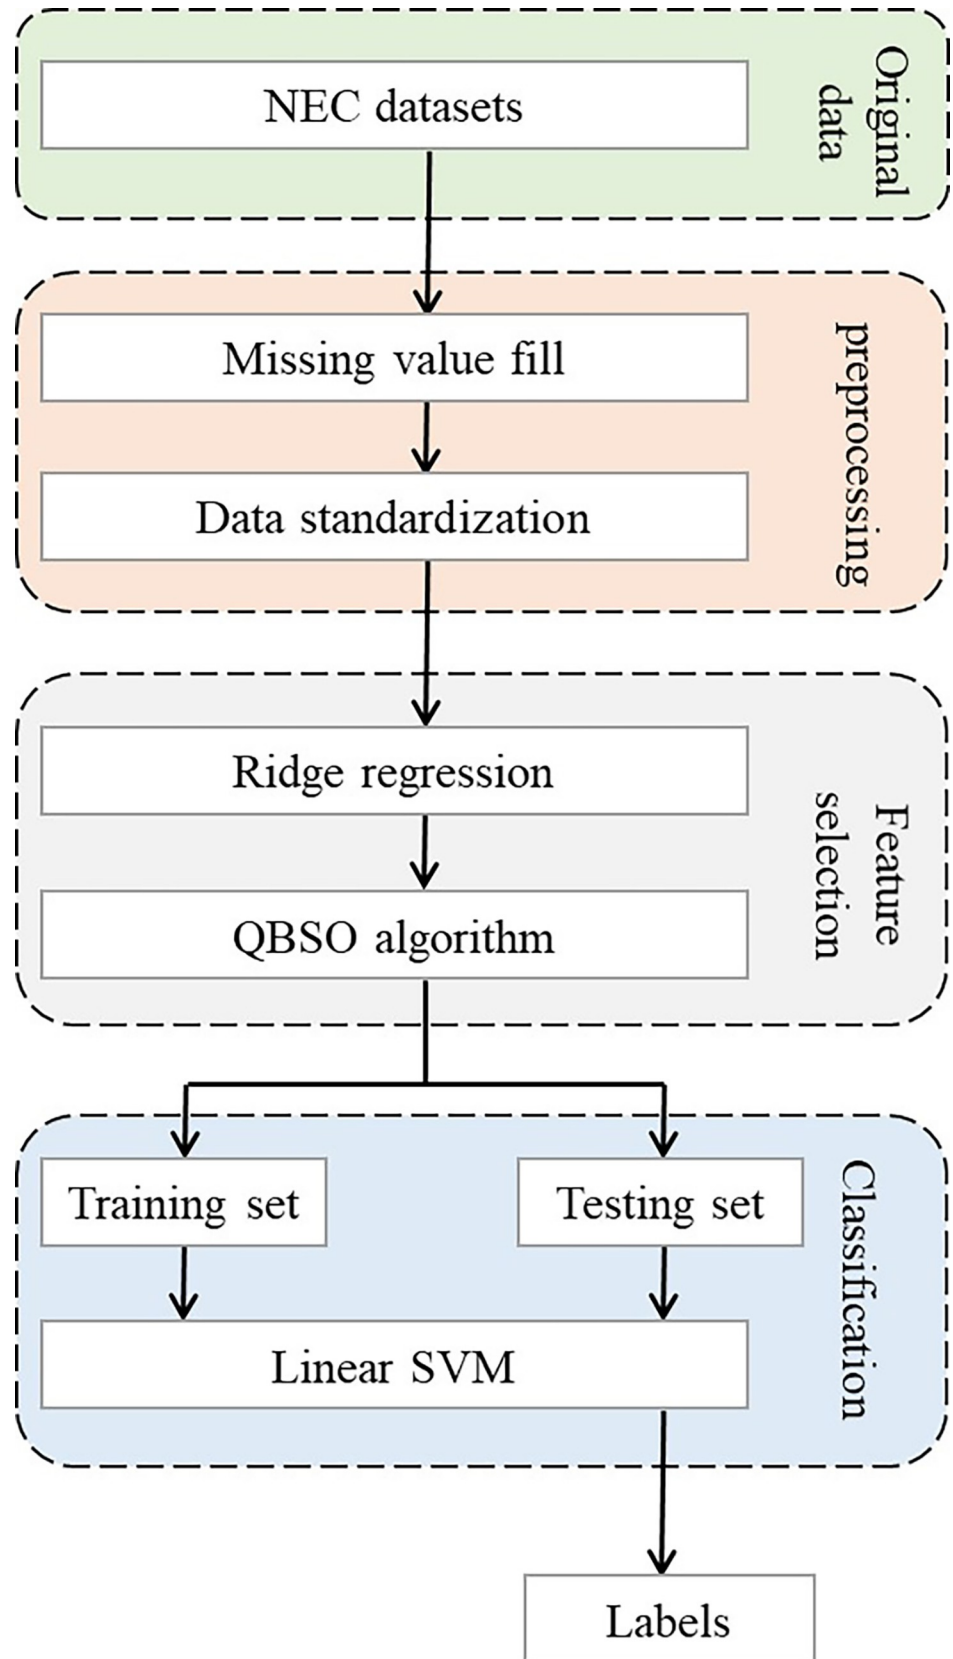 NEC datasets
Original
data
Missing value fill
Data standardization
preprocessing
Ridge regression
QBSO algorithm
Feature
selection
Training set
Testing set
Linear SVM
Classification
Labels